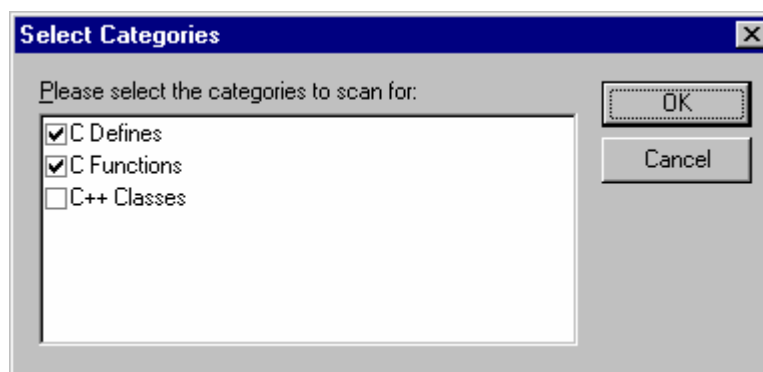 Select Categories
Please select the categories to scan for:
C Defines
C Functions
C++ Classes
OK
Cancel